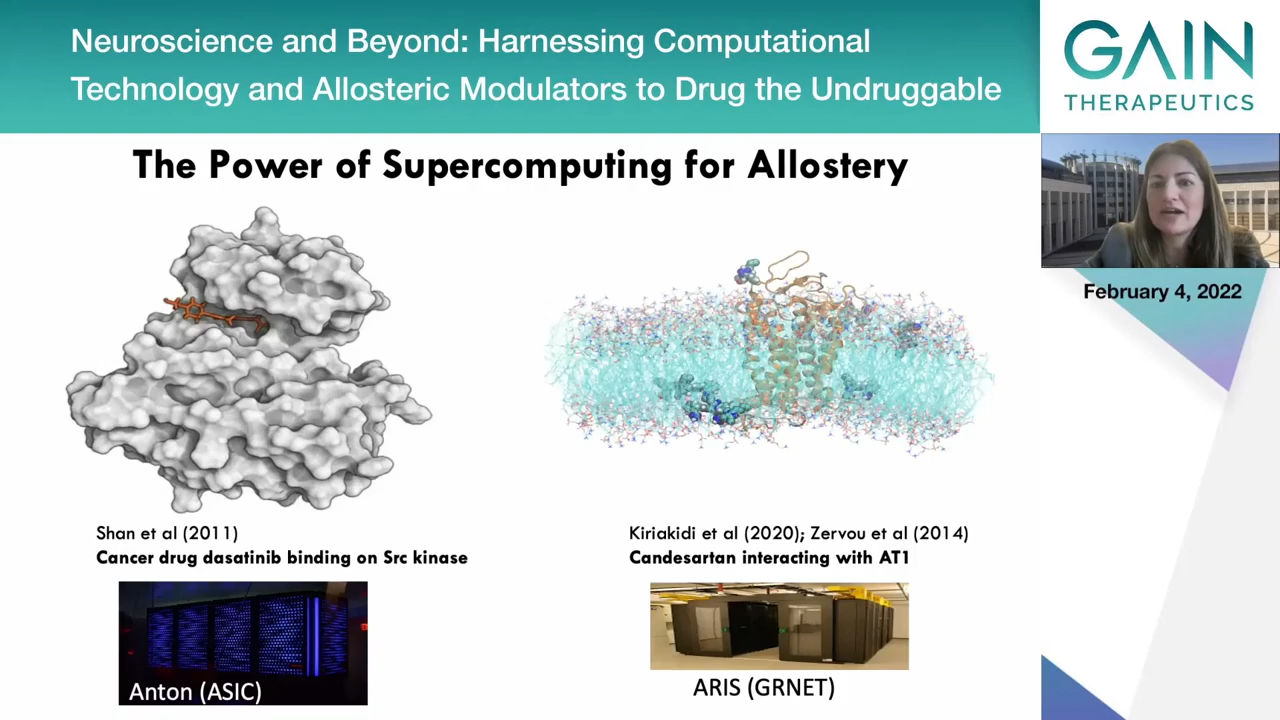 Neuroscience and Beyond: Harnessing Computational
Technology and Allosteric Modulators to Drug the Undruggable
GAIN
THERAPEUTICS
The Power of Supercomputing for Allostery
February 4, 2022
Shan et al (2011)
Cancer drug dasatinib binding on Src kinase
Anton (ASIC)
Kiriakidi et al (2020); Zervou et al (2014)
Candesartan interacting with AT1
ARIS (GRNET)